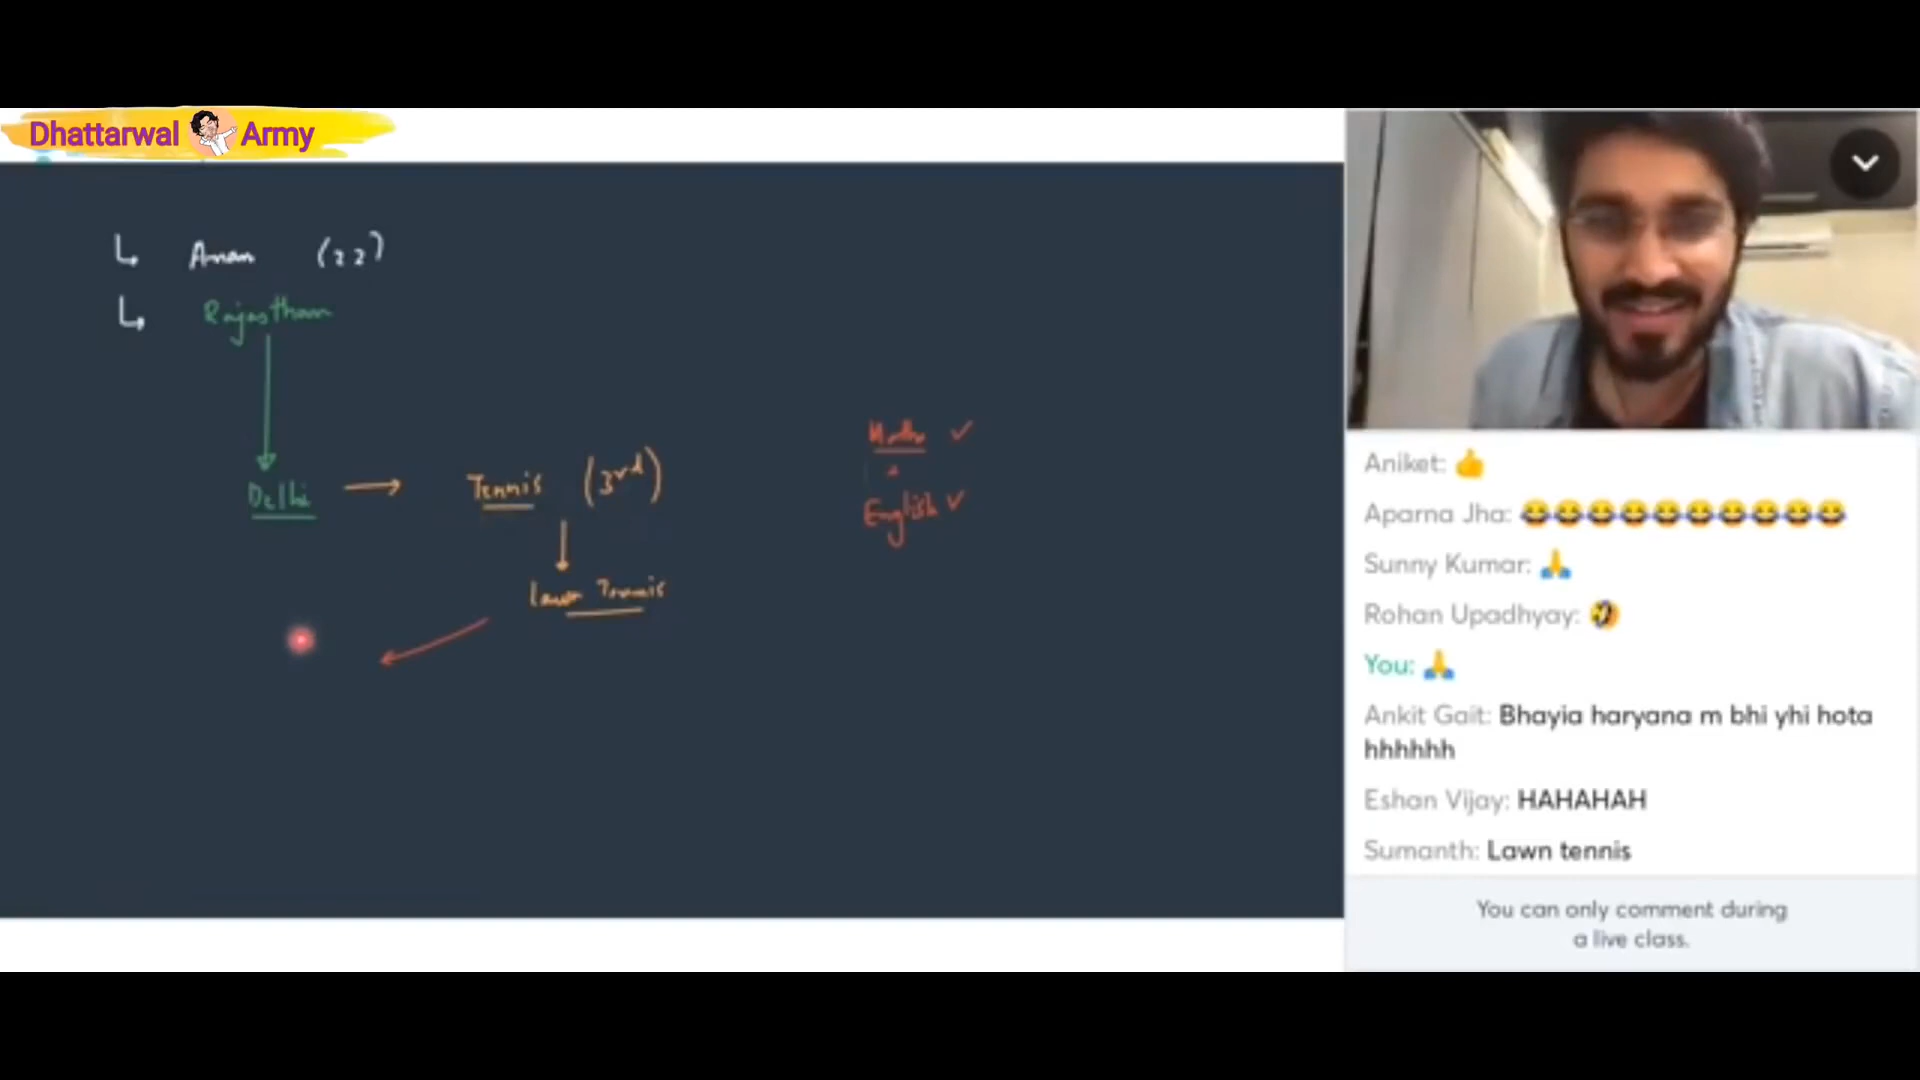 Dhattarwal Army
↳ Aman (22)
↳ Rajasthan
Delhi → Tennis (3rd)
Lawn Tennis
Maths ✓
English ✓
Aniket: 👍
Aparna Jha: 😂😂😂😂😂😂😂😂😂😂
Sunny Kumar: 🙏
Rohan Upadhyay: 🤣
You: 🙏
Ankit Gait: Bhayia haryana m bhi yhi hota
hhhhhh
Eshan Vijay: HAHAHAH
Sumanth: Lawn tennis
You can only comment during
a live class.